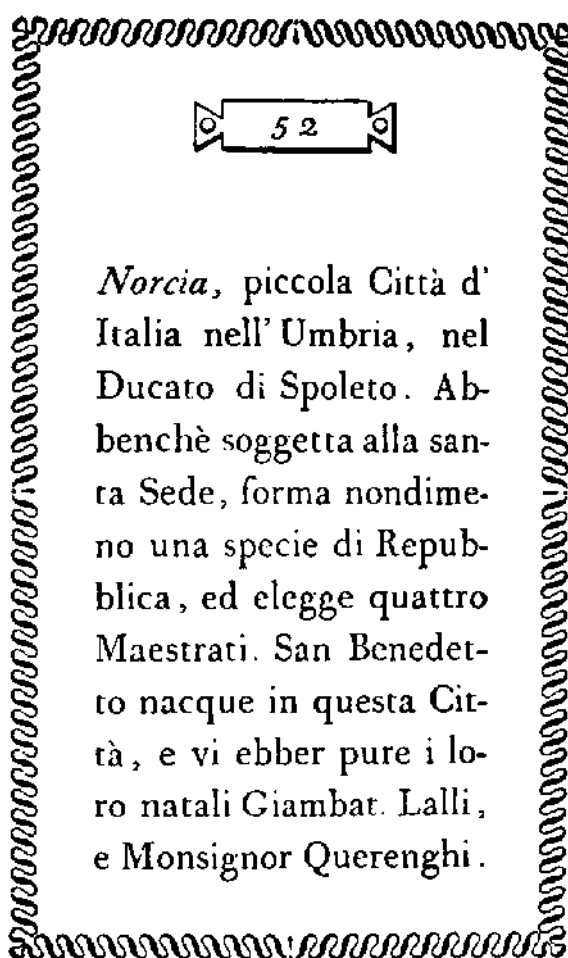 52
Norcia, piccola Città d'
Italia nell' Umbria, nel
Ducato di Spoleto. Ab-
benchè soggetta alla san-
ta Sede, forma nondime-
no una specie di Repub-
blica, ed elegge quattro
Maestrati. San Benedet-
to nacque in questa Cit-
tà, e vi ebber pure i lo-
ro natali Giambat. Lalli,
e Monsignor Querenghi.